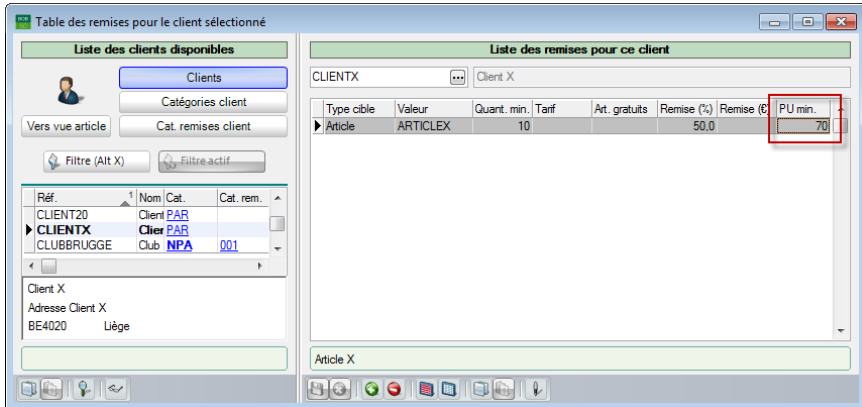 Table des remises pour le client sélectionné
Liste des clients disponibles
Clients
Catégories client
Vers vue article
Cat. remises client
Filtre (Alt X)
Filtre actif
Réf. 1 Nom Cat. Cat. rem.
CLIENT20 Client PAR
CLIENTX Clier PAR
CLUBBRUGGE Club NPA 001
Client X
Adresse Client X
BE4020 Liège
Liste des remises pour ce client
CLIENTX ... Client X
Type cible Valeur Quant. min. Tarif Art. gratuits Remise (%) Remise (€) PU min.
Article ARTICLEX 10 50,0 70
Article X